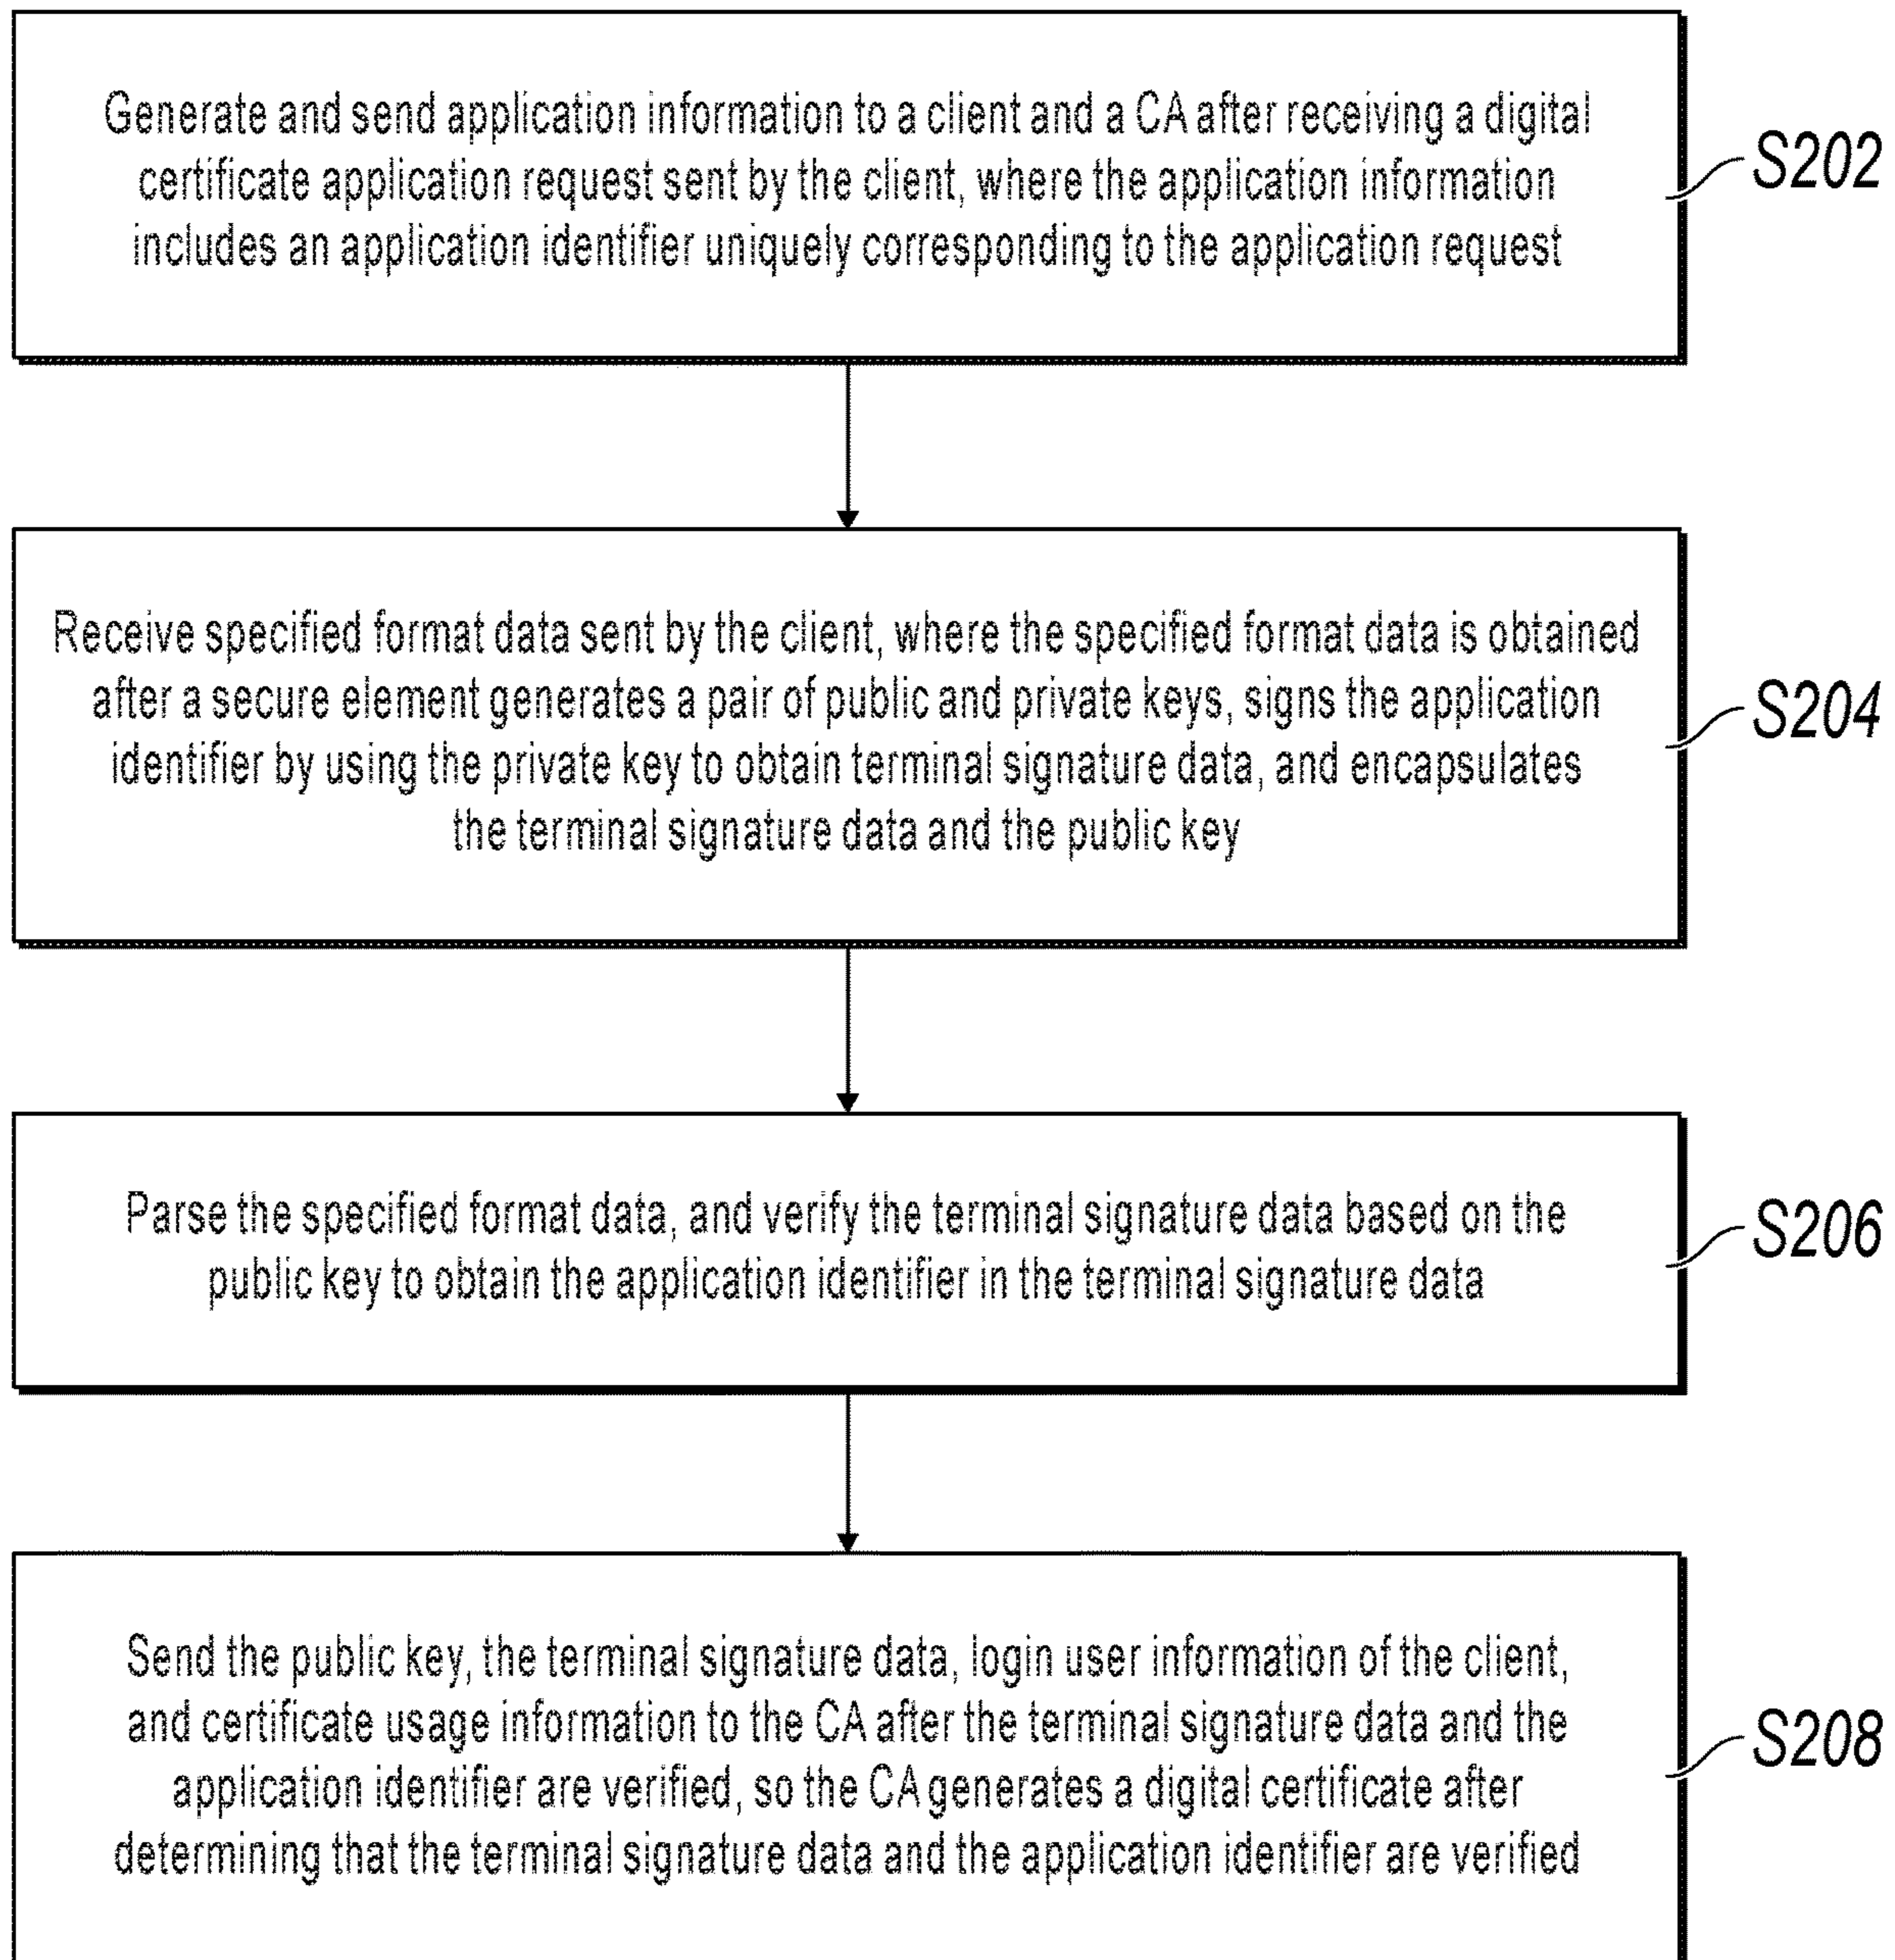 Generate and send application information to a client and a CA after receiving a digital
certificate application request sent by the client, where the application information
includes an application identifier uniquely corresponding to the application request
S202
Receive specified format data sent by the client, where the specified format data is obtained
after a secure element generates a pair of public and private keys, signs the application
identifier by using the private key to obtain terminal signature data, and encapsulates
the terminal signature data and the public key
S204
Parse the specified format data, and verify the terminal signature data based on the
public key to obtain the application identifier in the terminal signature data
S206
Send the public key, the terminal signature data, login user information of the client,
and certificate usage information to the CA after the terminal signature data and the
application identifier are verified, so the CA generates a digital certificate after
determining that the terminal signature data and the application identifier are verified
S208